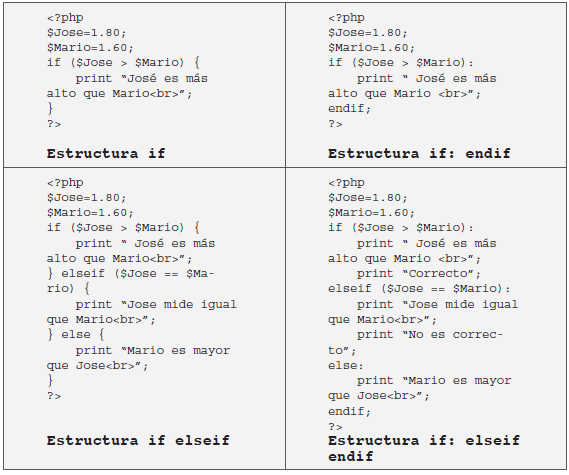 <?php
$Jose=1.80;
$Mario=1.60;
if ($Jose > $Mario) {
print “José es más
alto que Mario<br>”;
}
?>
Estructura if
<?php
$Jose=1.80;
$Mario=1.60;
if ($Jose > $Mario):
print “ José es más
alto que Mario <br>”;
endif;
?>
Estructura if: endif
<?php
$Jose=1.80;
$Mario=1.60;
if ($Jose > $Mario) {
print “ José es más
alto que Mario<br>”;
} elseif ($Jose == $Ma-
rio) {
print “Jose mide igual
que Mario<br>”;
} else {
print “Mario es mayor
que Jose<br>”;
}
?>
Estructura if elseif
<?php
$Jose=1.80;
$Mario=1.60;
if ($Jose > $Mario):
print “ José es más
alto que Mario <br>”;
print “Correcto”;
elseif ($Jose == $Mario):
print “Jose mide igual
que Mario<br>”;
print “No es correc-
to”;
else:
print “Mario es mayor
que Jose<br>”;
endif;
?>
Estructura if: elseif
endif